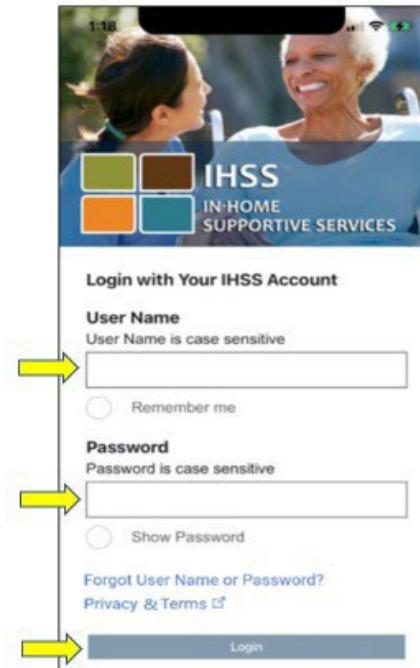 1:18
IHSS
IN-HOME
SUPPORTIVE SERVICES
Login with Your IHSS Account
User Name
User Name is case sensitive
Remember me
Password
Password is case sensitive
Show Password
Forgot User Name or Password?
Privacy & Terms
Login